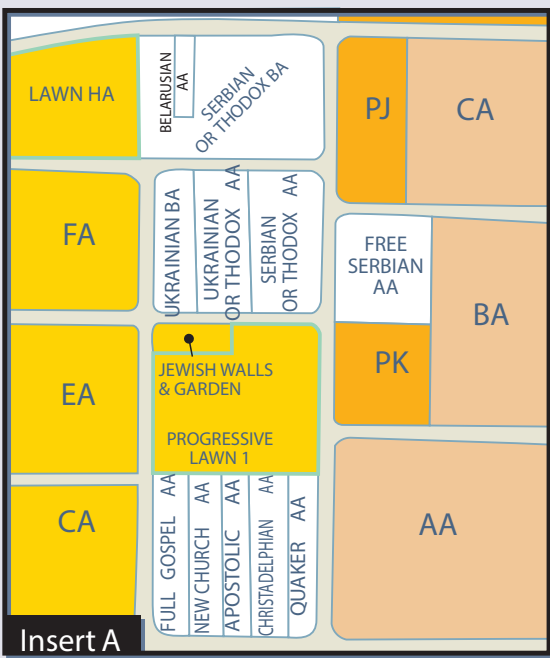 LAWN HA
BELARUSIAN
AA
SERBIAN
OR THODOX BA
PJ
CA
FA
UKRAINIAN BA
UKRAINIAN
OR THODOX AA
SERBIAN
OR THODOX AA
FREE
SERBIAN
AA
BA
PK
EA
JEWISH WALLS
& GARDEN
PROGRESSIVE
LAWN 1
CA
FULL GOSPEL AA
NEW CHURCH AA
APOSTOLIC AA
CHRISTADELPHIAN AA
QUAKER AA
AA
Insert A